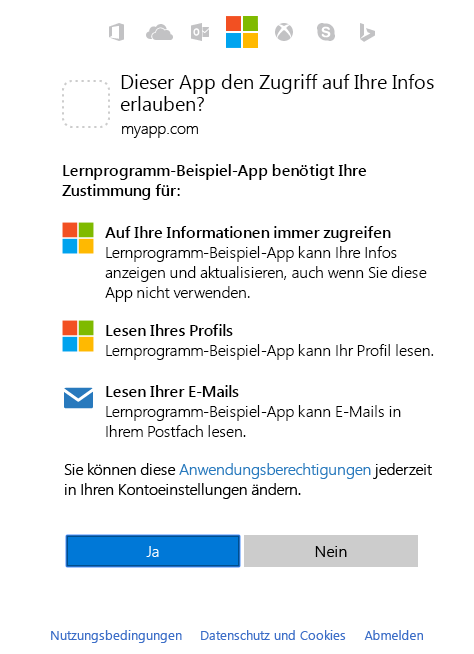 Dieser App den Zugriff auf Ihre Infos
erlauben?
myapp.com
Lernprogramm-Beispiel-App benötigt Ihre
Zustimmung für:
Auf Ihre Informationen immer zugreifen
Lernprogramm-Beispiel-App kann Ihre Infos
anzeigen und aktualisieren, auch wenn Sie diese
App nicht verwenden.
Lesen Ihres Profils
Lernprogramm-Beispiel-App kann Ihr Profil lesen.
Lesen Ihrer E-Mails
Lernprogramm-Beispiel-App kann E-Mails in
Ihrem Postfach lesen.
Sie können diese Anwendungsberechtigungen jederzeit
in Ihren Kontoeinstellungen ändern.
Ja Nein
Nutzungsbedingungen Datenschutz und Cookies Abmelden